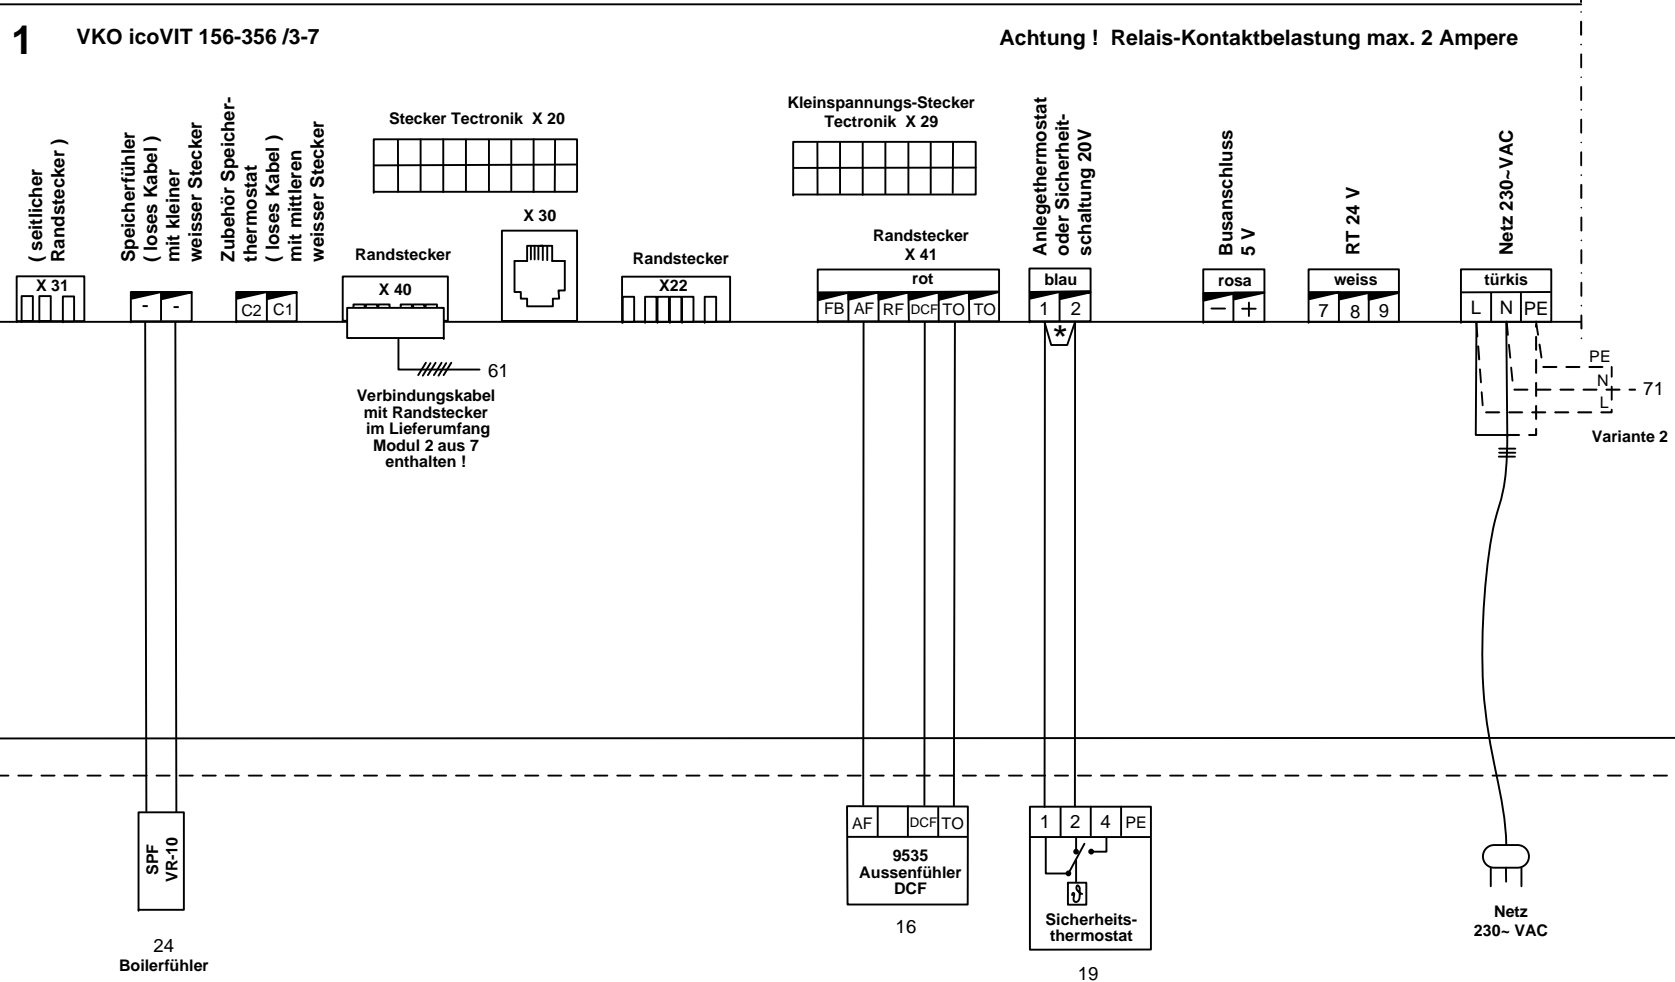 1
VKO icoVIT 156-356 /3-7
Achtung ! Relais-Kontaktbelastung max. 2 Ampere
( seitlicher
Randstecker )
X 31
Speicherfühler
( loses Kabel )
mit kleiner
weisser Stecker
- -
Zubehör Speicher-
thermostat
( loses Kabel )
mit mittleren
weisser Stecker
C2 C1
Stecker Tectronik X 20
Randstecker
X 40
61
Verbindungskabel
mit Randstecker
im Lieferumfang
Modul 2 aus 7
enthalten !
X 30
Randstecker
X22
Kleinspannungs-Stecker
Tectronik X 29
Randstecker
X 41
rot
FB AF RF DCF TO TO
Anlegethermostat
oder Sicherheit-
schaltung 20V
blau
1 2
*
Busanschluss
5 V
rosa
− +
RT 24 V
weiss
7 8 9
Netz 230~VAC
türkis
L N PE
PE
N
L
71
Variante 2
SPF
VR-10
24
Boilerfühler
AF DCF TO
9535
Aussenfühler
DCF
16
1 2 4 PE
ϑ
Sicherheits-
thermostat
19
Netz
230~ VAC